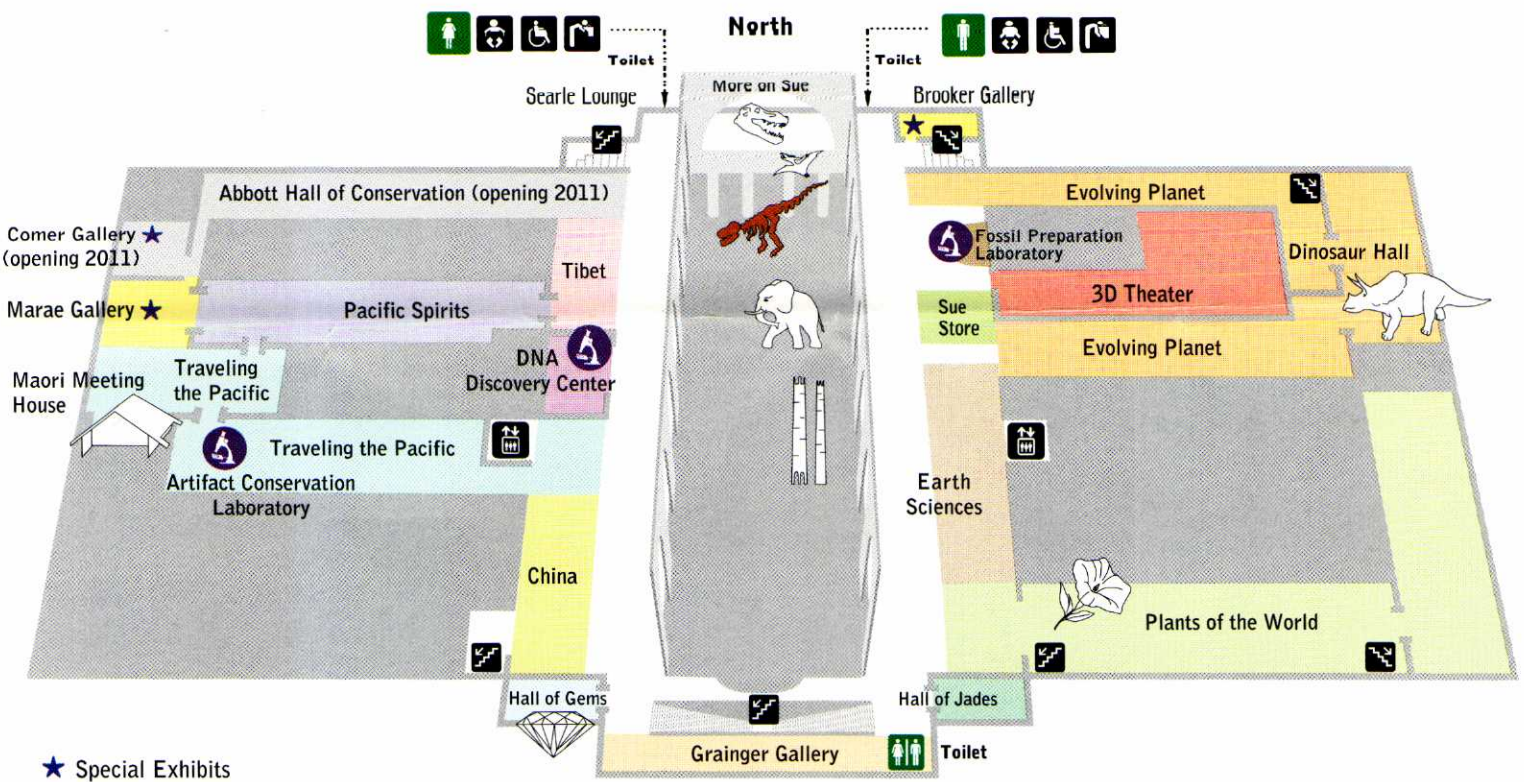 North
Toilet
Toilet
More on Sue
Searle Lounge
Brooker Gallery
Abbott Hall of Conservation (opening 2011)
Evolving Planet
Comer Gallery
(opening 2011)
Fossil Preparation
Laboratory
Dinosaur Hall
Tibet
3D Theater
Marae Gallery
Pacific Spirits
Sue
Store
Evolving Planet
DNA
Discovery Center
Traveling
the Pacific
Maori Meeting
House
Traveling the Pacific
Artifact Conservation
Laboratory
Earth
Sciences
China
Plants of the World
Hall of Gems
Hall of Jades
Grainger Gallery
Toilet
Special Exhibits